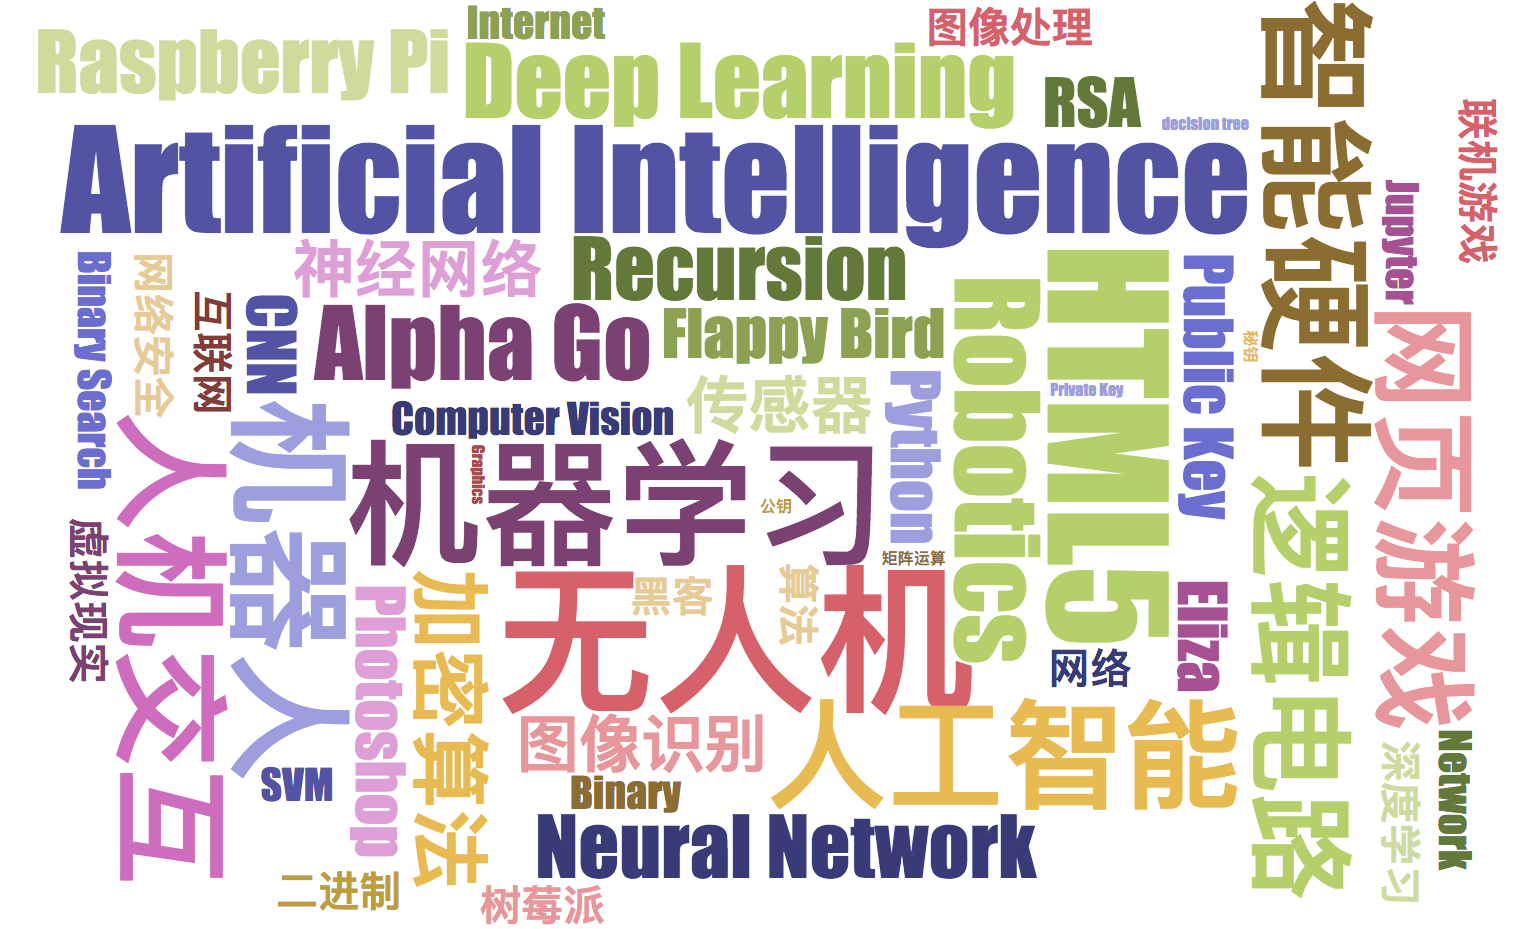 Internet
图像处理
Raspberry Pi
Deep Learning
RSA
decision tree
智能硬件
联机游戏
Artificial Intelligence
Jupyter
神经网络
Recursion
Binary Search
网络安全
互联网
CNN
Alpha Go
Flappy Bird
Robotics
HTML5
Public Key
秘钥
网页游戏
传感器
Python
Private Key
Computer Vision
人机交互
机器人
机器学习
Graphics
公钥
逻辑电路
虚拟现实
矩阵运算
Photoshop
加密算法
无人机
黑客
算法
Eliza
网络
人工智能
图像识别
Network
深度学习
SVM
Binary
Neural Network
二进制
树莓派